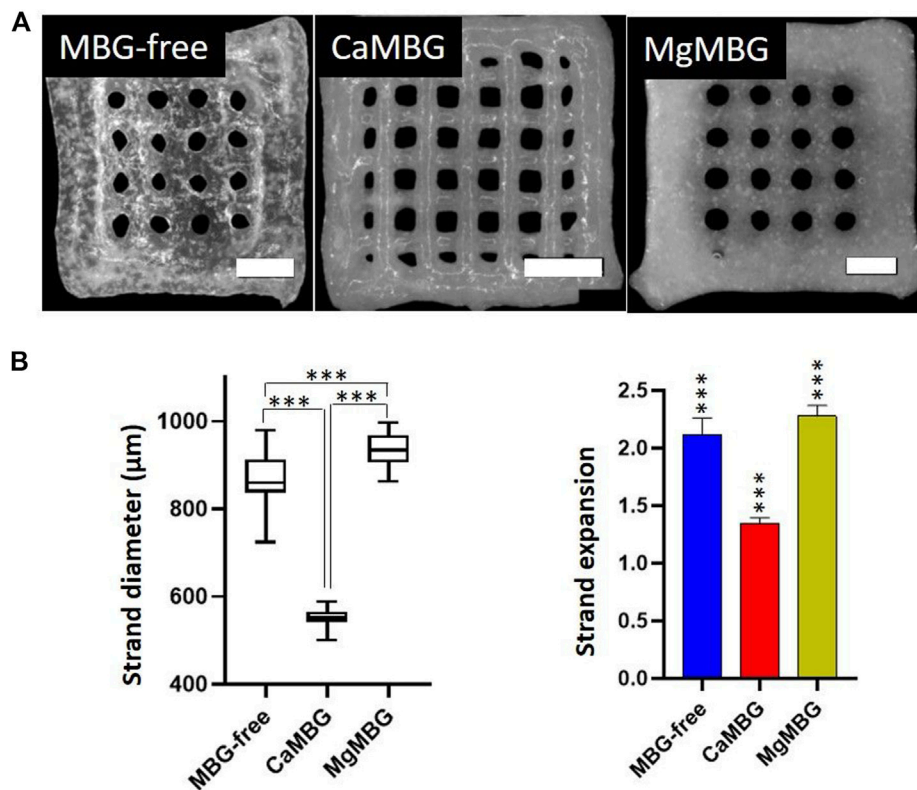 A
MBG-free
CaMBG
MgMBG
B
Strand diameter (μm)
1000
800
600
400
***
*** ***
MBG-free
CaMBG
MgMBG
Strand expansion
2.5
2.0
1.5
1.0
0.5
0.0
***
***
***
MBG-free
CaMBG
MgMBG